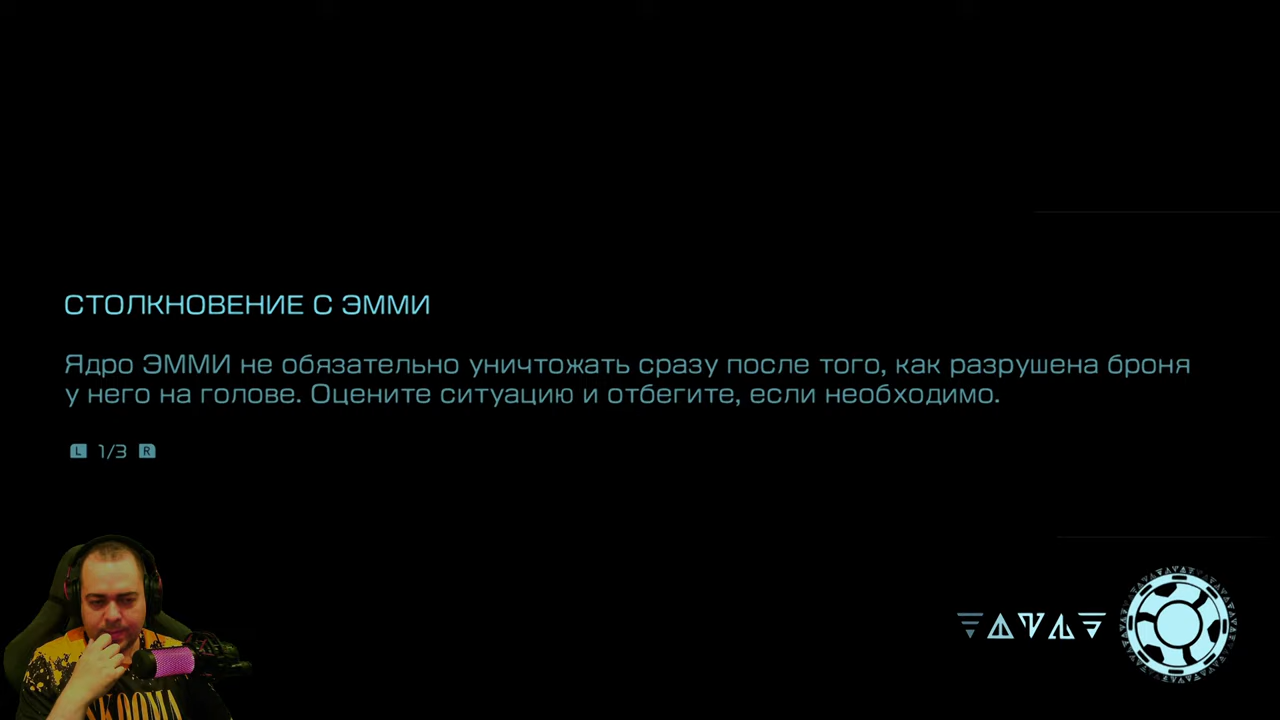 СТОЛКНОВЕНИЕ С ЭММИ
Ядро ЭММИ не обязательно уничтожать сразу после того, как разрушена броня
у него на голове. Оцените ситуацию и отбегите, если необходимо.
L 1/3 R